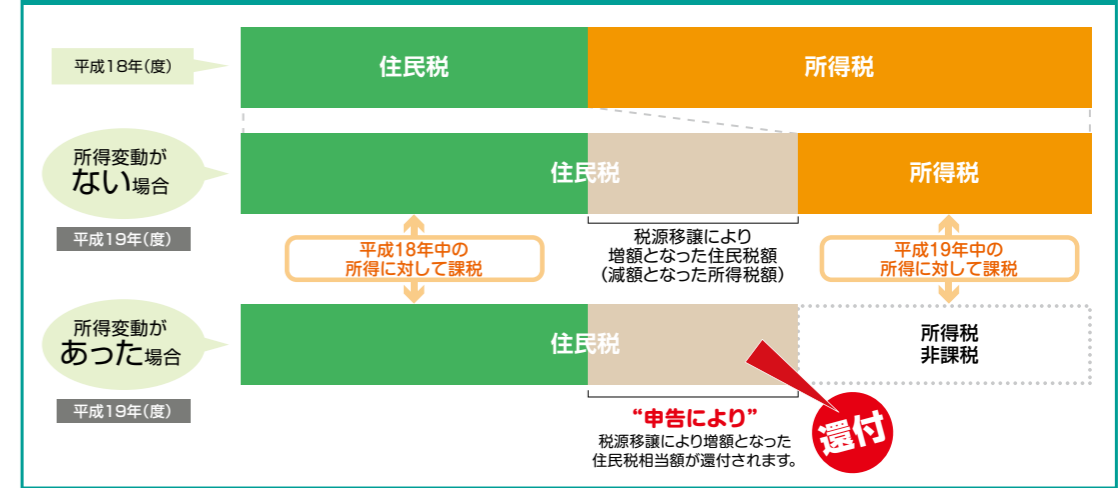 平成18年(度)
住民税
所得税
所得変動が
ない場合
平成19年(度)
住民税
所得税
平成18年中の
所得に対して課税
税源移譲により
増額となった住民税額
(減額となった所得税額)
平成19年中の
所得に対して課税
所得変動が
あった場合
平成19年(度)
住民税
所得税
非課税
“申告により”
税源移譲により増額となった
住民税相当額が還付されます。
還付